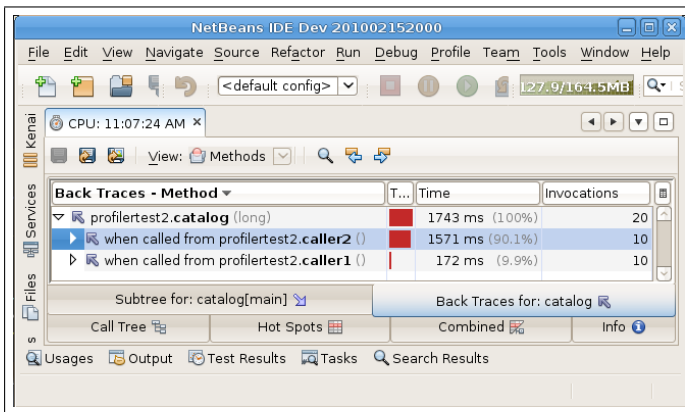 NetBeans IDE Dev 201002152000
File Edit View Navigate Source Refactor Run Debug Profile Team Tools Window Help
<default config> 127.9/164.5MB
Kenai
CPU: 11:07:24 AM
View: Methods
Services
Back Traces - Method T... Time Invocations
profilertest2.catalog (long) 1743 ms (100%) 20
when called from profilertest2.caller2 () 1571 ms (90.1%) 10
when called from profilertest2.caller1 () 172 ms (9.9%) 10
Files
Subtree for: catalog[main] Back Traces for: catalog
Call Tree Hot Spots Combined Info
Usages Output Test Results Tasks Search Results